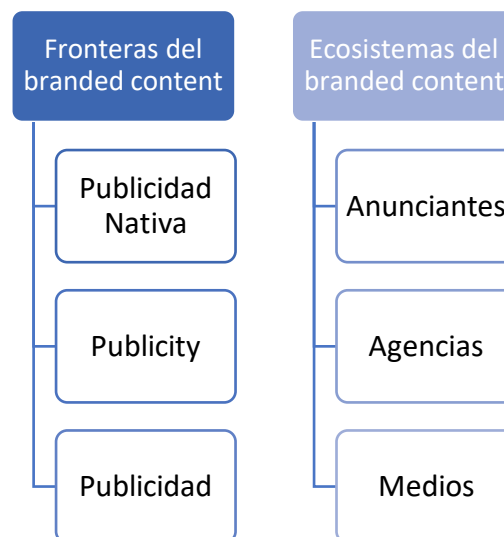 Fronteras del
branded content
Publicidad
Nativa
Publicity
Publicidad
Ecosistemas del
branded content
Anunciantes
Agencias
Medios